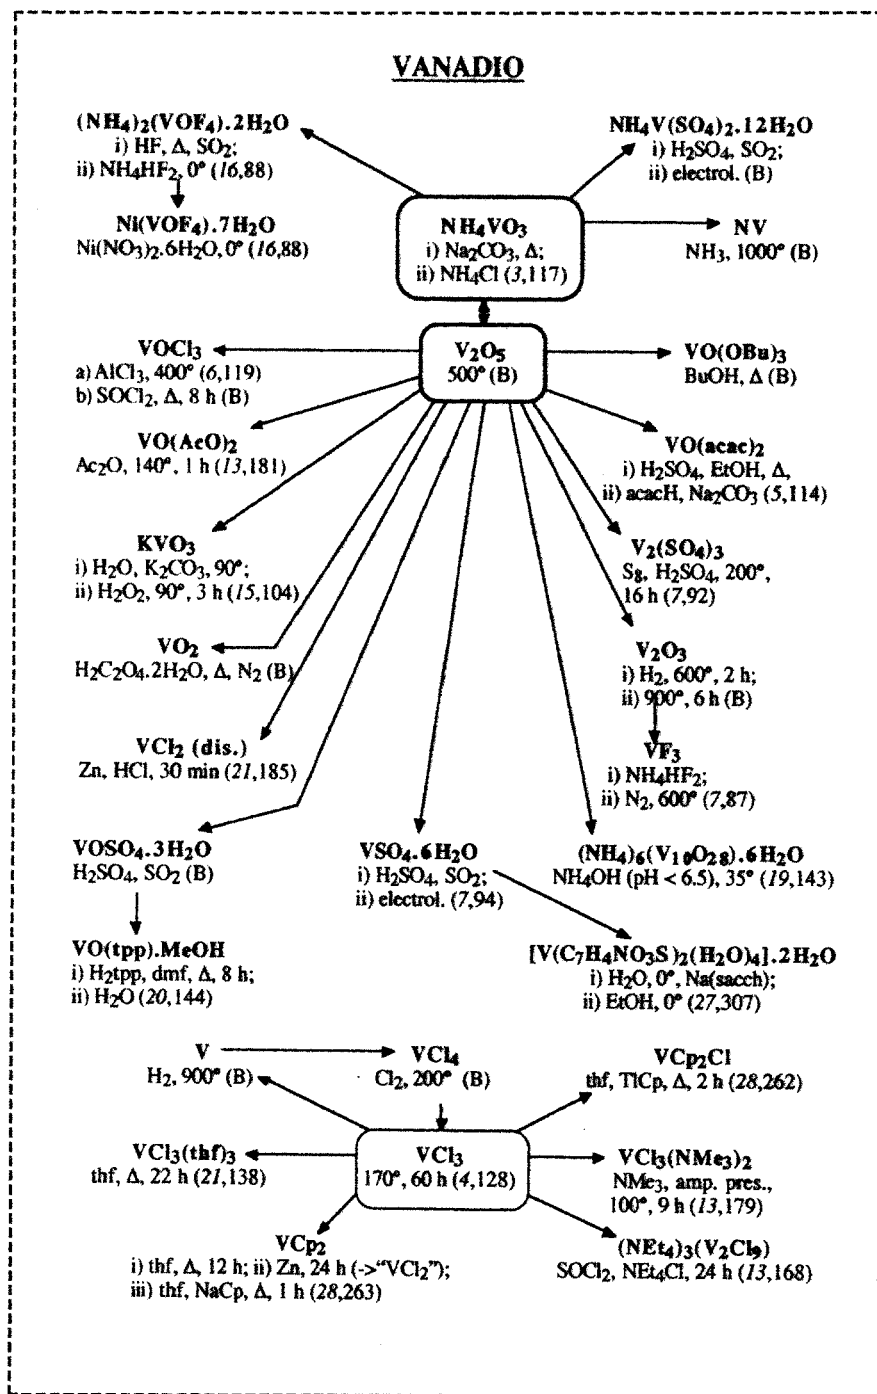 VANADIO
(NH₄)₂(VOF₄).2H₂O
i) HF, Δ, SO₂;
ii) NH₄HF₂, 0° (16,88)
Ni(VOF₄).7H₂O
Ni(NO₃)₂.6H₂O, 0° (16,88)
NH₄V(SO₄)₂.12H₂O
i) H₂SO₄, SO₂;
ii) electrol. (B)
NH₄VO₃
i) Na₂CO₃, Δ;
ii) NH₄Cl (3,117)
NV
NH₃, 1000° (B)
VOCl₃
a) AlCl₃, 400° (6,119)
b) SOCl₂, Δ, 8 h (B)
V₂O₅
500° (B)
VO(OBu)₃
BuOH, Δ (B)
VO(AcO)₂
Ac₂O, 140°, 1 h (13,181)
VO(acac)₂
i) H₂SO₄, EtOH, Δ,
ii) acacH, Na₂CO₃ (5,114)
KVO₃
i) H₂O, K₂CO₃, 90°;
ii) H₂O₂, 90°, 3 h (15,104)
V₂(SO₄)₃
S₈, H₂SO₄, 200°,
16 h (7,92)
VO₂
H₂C₂O₄.2H₂O, Δ, N₂ (B)
V₂O₃
i) H₂, 600°, 2 h;
ii) 900°, 6 h (B)
VCl₂ (dis.)
Zn, HCl, 30 min (21,185)
VF₃
i) NH₄HF₂;
ii) N₂, 600° (7,87)
VOSO₄.3H₂O
H₂SO₄, SO₂ (B)
VSO₄.6H₂O
i) H₂SO₄, SO₂;
ii) electrol. (7,94)
(NH₄)₆(V₁₀O₂₈).6H₂O
NH₄OH (pH < 6.5), 35° (19,143)
VO(tpp).MeOH
i) H₂tpp, dmf, Δ, 8 h;
ii) H₂O (20,144)
[V(C₇H₄NO₃S)₂(H₂O)₄].2H₂O
i) H₂O, 0°, Na(sacch);
ii) EtOH, 0° (27,307)
V
H₂, 900° (B)
VCl₄
Cl₂, 200° (B)
VCp₂Cl
thf, TlCp, Δ, 2 h (28,262)
VCl₃(thf)₃
thf, Δ, 22 h (21,138)
VCl₃
170°, 60 h (4,128)
VCl₃(NMe₃)₂
NMe₃, amp. pres.,
100°, 9 h (13,179)
VCp₂
i) thf, Δ, 12 h; ii) Zn, 24 h (->“VCl₂”);
iii) thf, NaCp, Δ, 1 h (28,263)
(NEt₄)₃(V₂Cl₉)
SOCl₂, NEt₄Cl, 24 h (13,168)